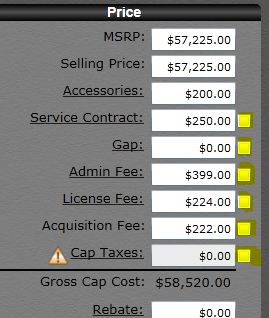 Price
MSRP: $57,225.00
Selling Price: $57,225.00
Accessories: $200.00
Service Contract: $250.00
Gap: $0.00
Admin Fee: $399.00
License Fee: $224.00
Acquisition Fee: $222.00
Cap Taxes: $0.00
Gross Cap Cost: $58,520.00
Rebate: $0.00